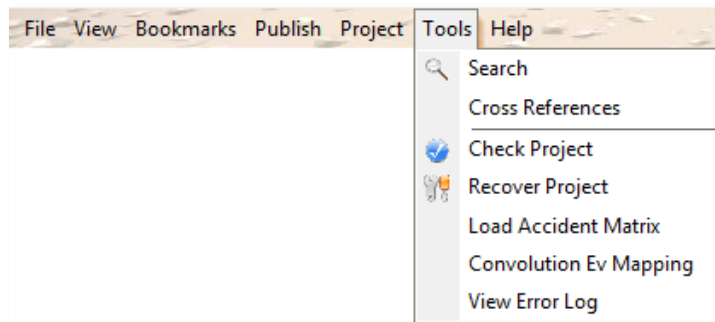 File View Bookmarks Publish Project Tools Help
Search
Cross References
Check Project
Recover Project
Load Accident Matrix
Convolution Ev Mapping
View Error Log